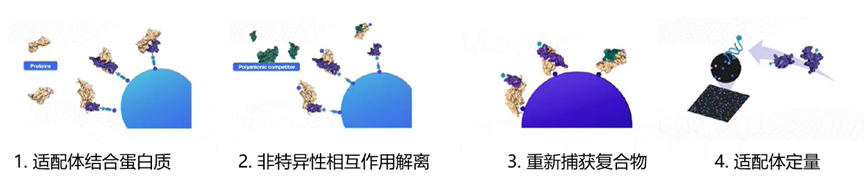 Proteins
Polyanionic competitor
1. 适配体结合蛋白质
2. 非特异性相互作用解离
3. 重新捕获复合物
4. 适配体定量